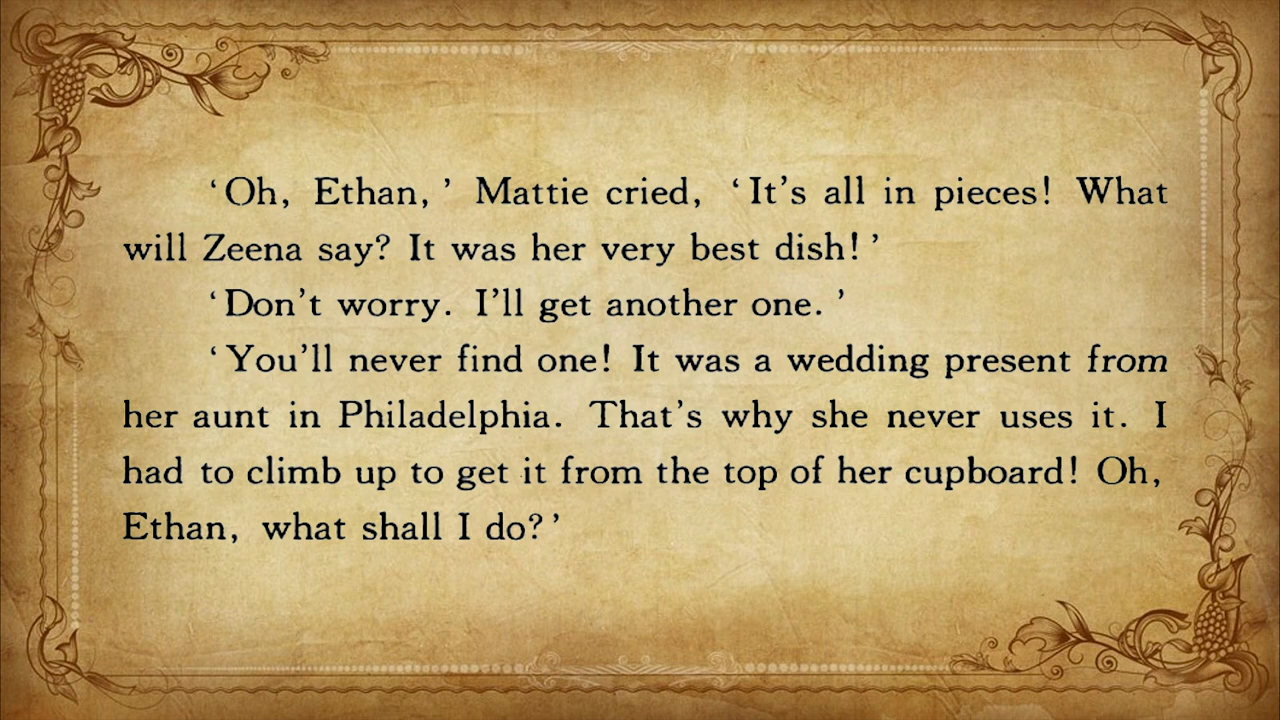 ‘Oh, Ethan,’ Mattie cried, ‘It’s all in pieces! What
will Zeena say? It was her very best dish!’
‘Don’t worry. I’ll get another one.’
‘You’ll never find one! It was a wedding present from
her aunt in Philadelphia. That’s why she never uses it. I
had to climb up to get it from the top of her cupboard! Oh,
Ethan, what shall I do?’